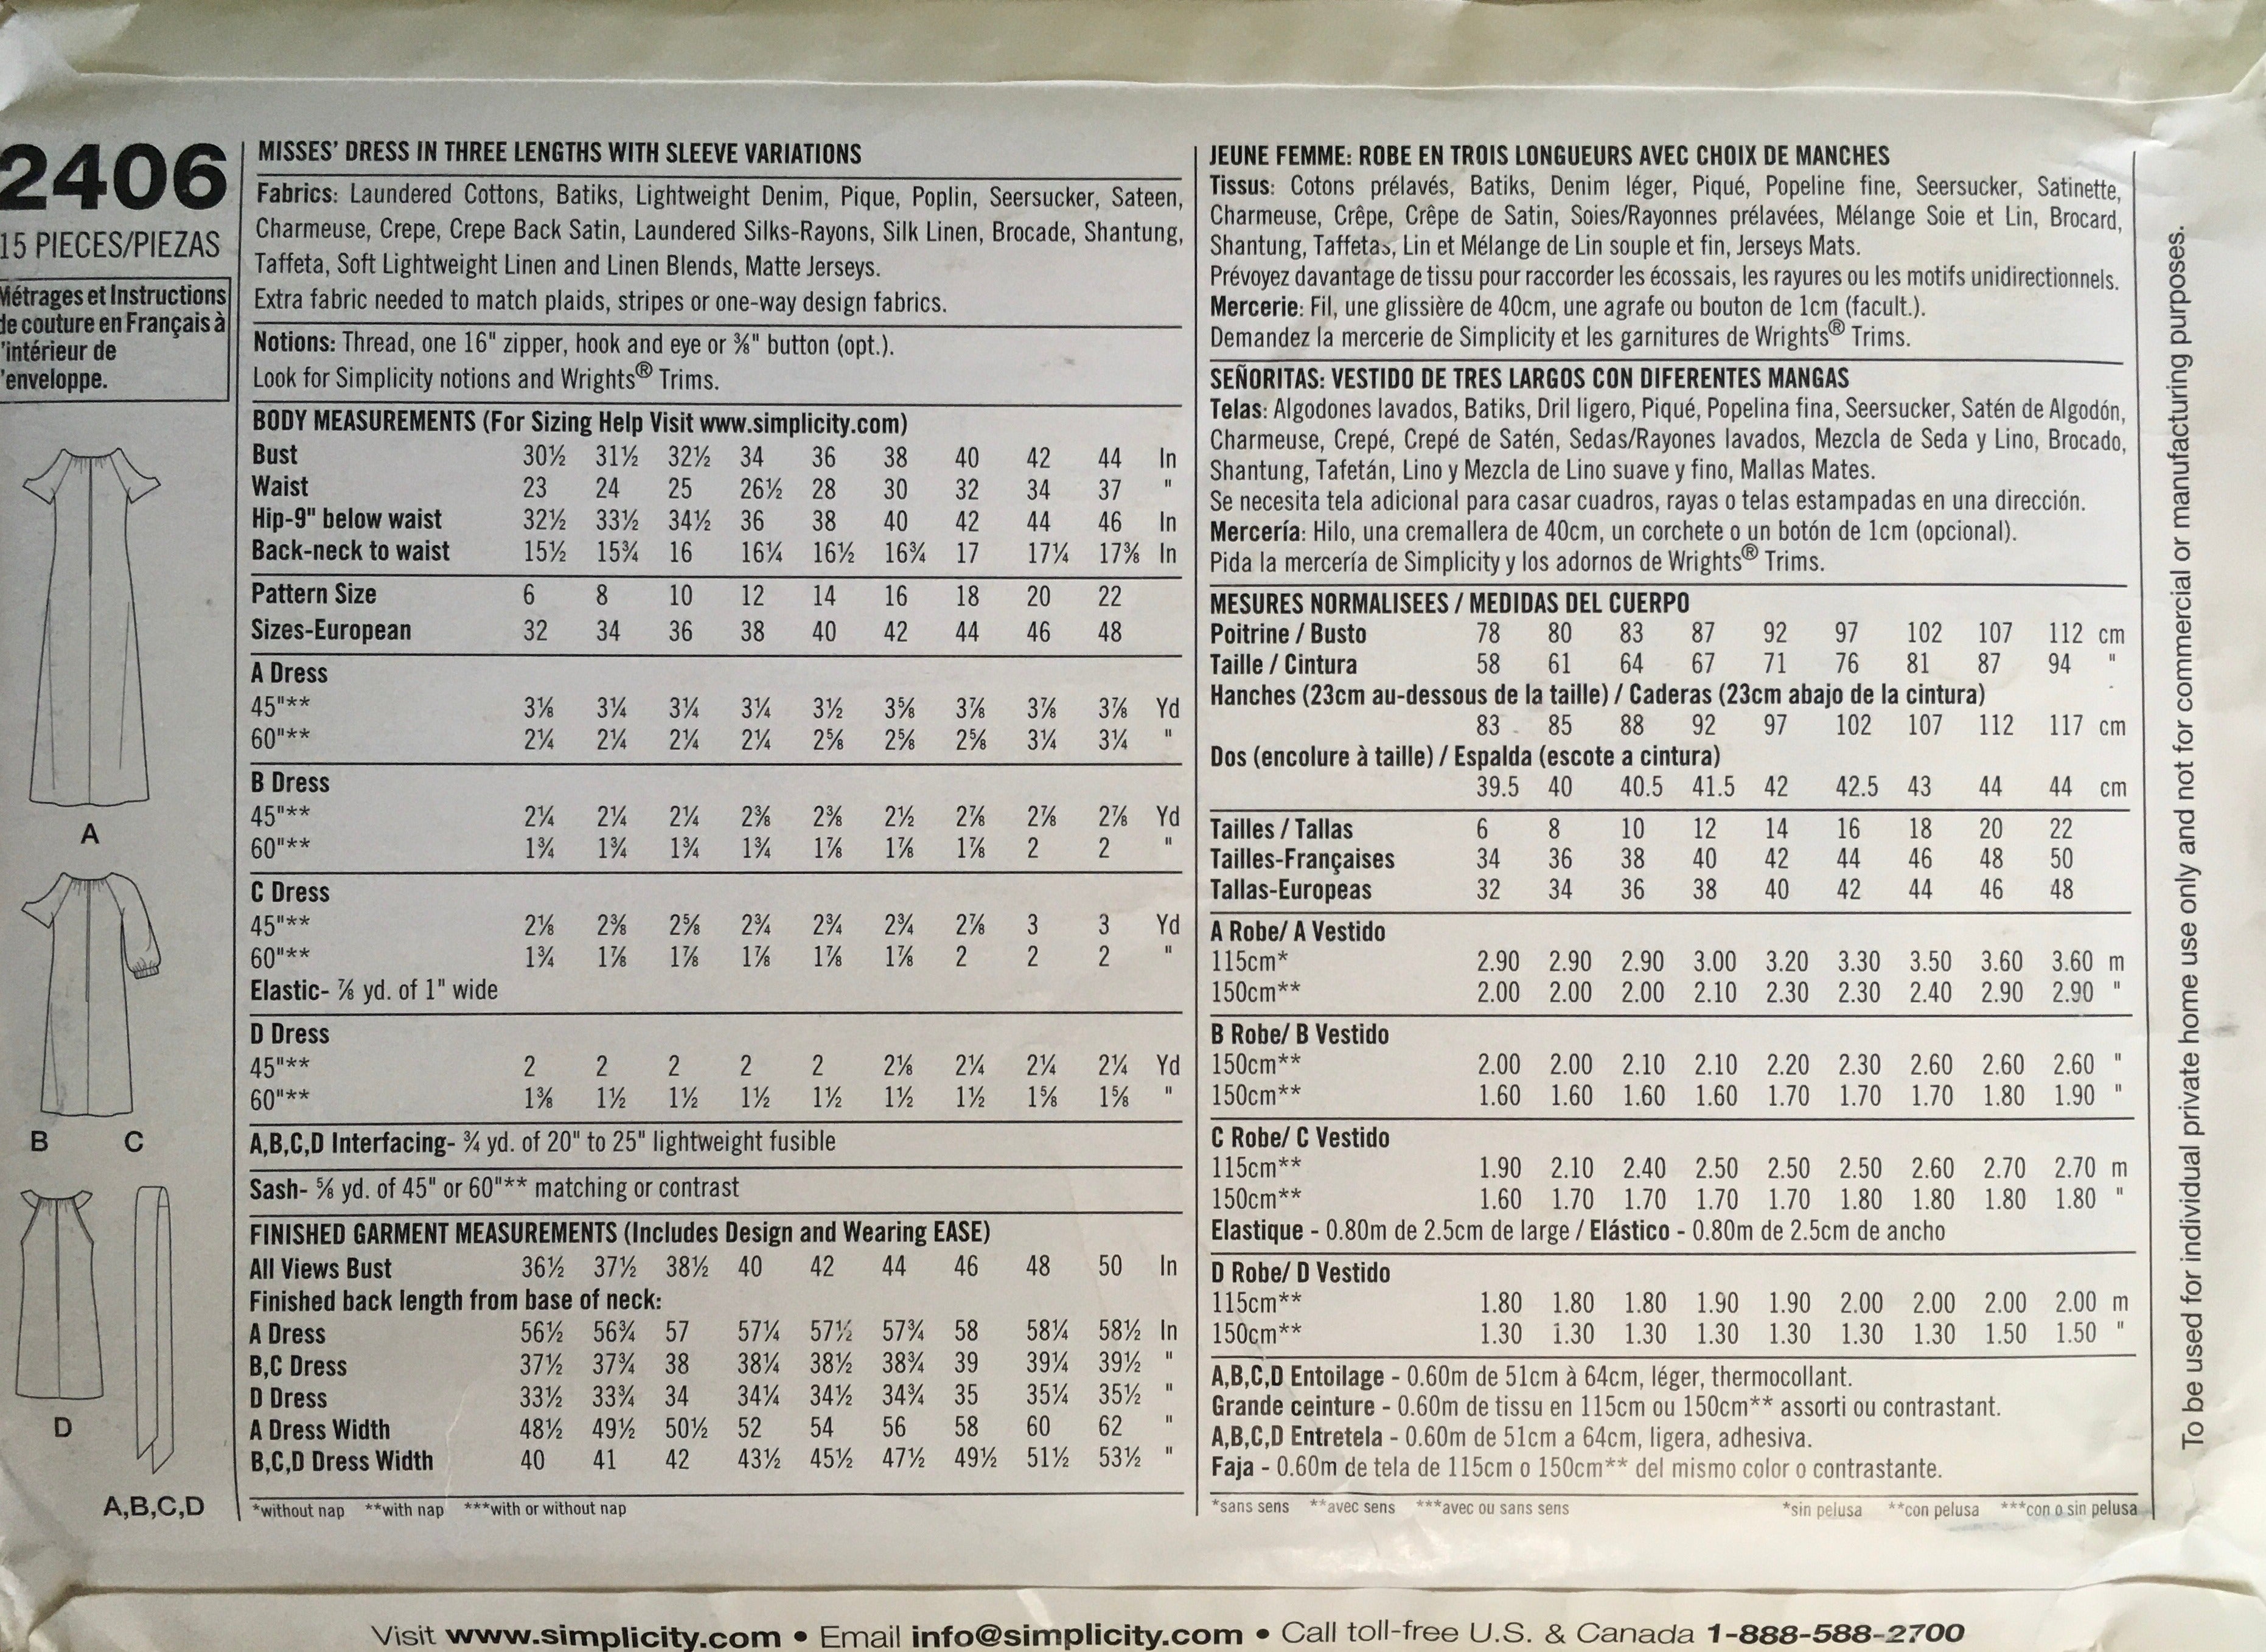 2406
15 PIECES/PIEZAS
Métrages et Instructions
de couture en Français à
l'intérieur de
l'enveloppe.
A
B C
D
A,B,C,D
MISSES' DRESS IN THREE LENGTHS WITH SLEEVE VARIATIONS
Fabrics: Laundered Cottons, Batiks, Lightweight Denim, Pique, Poplin, Seersucker, Sateen,
Charmeuse, Crepe, Crepe Back Satin, Laundered Silks-Rayons, Silk Linen, Brocade, Shantung,
Taffeta, Soft Lightweight Linen and Linen Blends, Matte Jerseys.
Extra fabric needed to match plaids, stripes or one-way design fabrics.
Notions: Thread, one 16" zipper, hook and eye or ⅜" button (opt.).
Look for Simplicity notions and Wrights® Trims.
BODY MEASUREMENTS (For Sizing Help Visit www.simplicity.com)
Bust 30½ 31½ 32½ 34 36 38 40 42 44 In
Waist 23 24 25 26½ 28 30 32 34 37 "
Hip-9" below waist 32½ 33½ 34½ 36 38 40 42 44 46 In
Back-neck to waist 15½ 15¾ 16 16¼ 16½ 16¾ 17 17¼ 17⅜ In
Pattern Size 6 8 10 12 14 16 18 20 22
Sizes-European 32 34 36 38 40 42 44 46 48
A Dress
45"** 3⅛ 3¼ 3¼ 3¼ 3½ 3⅝ 3⅞ 3⅞ 3⅞ Yd
60"** 2¼ 2¼ 2¼ 2¼ 2⅝ 2⅝ 2⅝ 3¼ 3¼ "
B Dress
45"** 2¼ 2¼ 2¼ 2⅜ 2⅜ 2½ 2⅞ 2⅞ 2⅞ Yd
60"** 1¾ 1¾ 1¾ 1¾ 1⅞ 1⅞ 1⅞ 2 2 "
C Dress
45"** 2⅛ 2⅜ 2⅝ 2¾ 2¾ 2¾ 2⅞ 3 3 Yd
60"** 1¾ 1⅞ 1⅞ 1⅞ 1⅞ 1⅞ 2 2 2 "
Elastic- ⅞ yd. of 1" wide
D Dress
45"** 2 2 2 2 2 2⅛ 2¼ 2¼ 2¼ Yd
60"** 1⅜ 1½ 1½ 1½ 1½ 1½ 1½ 1⅝ 1⅝ "
A,B,C,D Interfacing- ¾ yd. of 20" to 25" lightweight fusible
Sash- ⅝ yd. of 45" or 60"** matching or contrast
FINISHED GARMENT MEASUREMENTS (Includes Design and Wearing EASE)
All Views Bust 36½ 37½ 38½ 40 42 44 46 48 50 In
Finished back length from base of neck:
A Dress 56½ 56¾ 57 57¼ 57½ 57¾ 58 58¼ 58½ In
B,C Dress 37½ 37¾ 38 38¼ 38½ 38¾ 39 39¼ 39½ "
D Dress 33½ 33¾ 34 34¼ 34½ 34¾ 35 35¼ 35½ "
A Dress Width 48½ 49½ 50½ 52 54 56 58 60 62 "
B,C,D Dress Width 40 41 42 43½ 45½ 47½ 49½ 51½ 53½ "
*without nap **with nap ***with or without nap
JEUNE FEMME: ROBE EN TROIS LONGUEURS AVEC CHOIX DE MANCHES
Tissus: Cotons prélavés, Batiks, Denim léger, Piqué, Popeline fine, Seersucker, Satinette,
Charmeuse, Crêpe, Crêpe de Satin, Soies/Rayonnes prélavées, Mélange Soie et Lin, Brocard,
Shantung, Taffetas, Lin et Mélange de Lin souple et fin, Jerseys Mats.
Prévoyez davantage de tissu pour raccorder les écossais, les rayures ou les motifs unidirectionnels.
Mercerie: Fil, une glissière de 40cm, une agrafe ou bouton de 1cm (facult.).
Demandez la mercerie de Simplicity et les garnitures de Wrights® Trims.
SEÑORITAS: VESTIDO DE TRES LARGOS CON DIFERENTES MANGAS
Telas: Algodones lavados, Batiks, Dril ligero, Piqué, Popelina fina, Seersucker, Satén de Algodón,
Charmeuse, Crepé, Crepé de Satén, Sedas/Rayones lavados, Mezcla de Seda y Lino, Brocado,
Shantung, Tafetán, Lino y Mezcla de Lino suave y fino, Mallas Mates.
Se necesita tela adicional para casar cuadros, rayas o telas estampadas en una dirección.
Mercería: Hilo, una cremallera de 40cm, un corchete o un botón de 1cm (opcional).
Pida la mercería de Simplicity y los adornos de Wrights® Trims.
MESURES NORMALISEES / MEDIDAS DEL CUERPO
Poitrine / Busto 78 80 83 87 92 97 102 107 112 cm
Taille / Cintura 58 61 64 67 71 76 81 87 94 "
Hanches (23cm au-dessous de la taille) / Caderas (23cm abajo de la cintura)
83 85 88 92 97 102 107 112 117 cm
Dos (encolure à taille) / Espalda (escote a cintura)
39.5 40 40.5 41.5 42 42.5 43 44 44 cm
Tailles / Tallas 6 8 10 12 14 16 18 20 22
Tailles-Françaises 34 36 38 40 42 44 46 48 50
Tallas-Europeas 32 34 36 38 40 42 44 46 48
A Robe/ A Vestido
115cm* 2.90 2.90 2.90 3.00 3.20 3.30 3.50 3.60 3.60 m
150cm** 2.00 2.00 2.00 2.10 2.30 2.30 2.40 2.90 2.90 "
B Robe/ B Vestido
150cm** 2.00 2.00 2.10 2.10 2.20 2.30 2.60 2.60 2.60 "
150cm** 1.60 1.60 1.60 1.60 1.70 1.70 1.70 1.80 1.90 "
C Robe/ C Vestido
115cm** 1.90 2.10 2.40 2.50 2.50 2.50 2.60 2.70 2.70 m
150cm** 1.60 1.70 1.70 1.70 1.70 1.80 1.80 1.80 1.80 "
Elastique - 0.80m de 2.5cm de large / Elástico - 0.80m de 2.5cm de ancho
D Robe/ D Vestido
115cm** 1.80 1.80 1.80 1.90 1.90 2.00 2.00 2.00 2.00 m
150cm** 1.30 1.30 1.30 1.30 1.30 1.30 1.30 1.50 1.50 "
A,B,C,D Entoilage - 0.60m de 51cm à 64cm, léger, thermocollant.
Grande ceinture - 0.60m de tissu en 115cm ou 150cm** assorti ou contrastant.
A,B,C,D Entretela - 0.60m de 51cm a 64cm, ligera, adhesiva.
Faja - 0.60m de tela de 115cm o 150cm** del mismo color o contrastante.
*sans sens **avec sens ***avec ou sans sens *sin pelusa **con pelusa ***con o sin pelusa
To be used for individual private home use only and not for commercial or manufacturing purposes.
Visit www.simplicity.com • Email info@simplicity.com • Call toll-free U.S. & Canada 1-888-588-2700